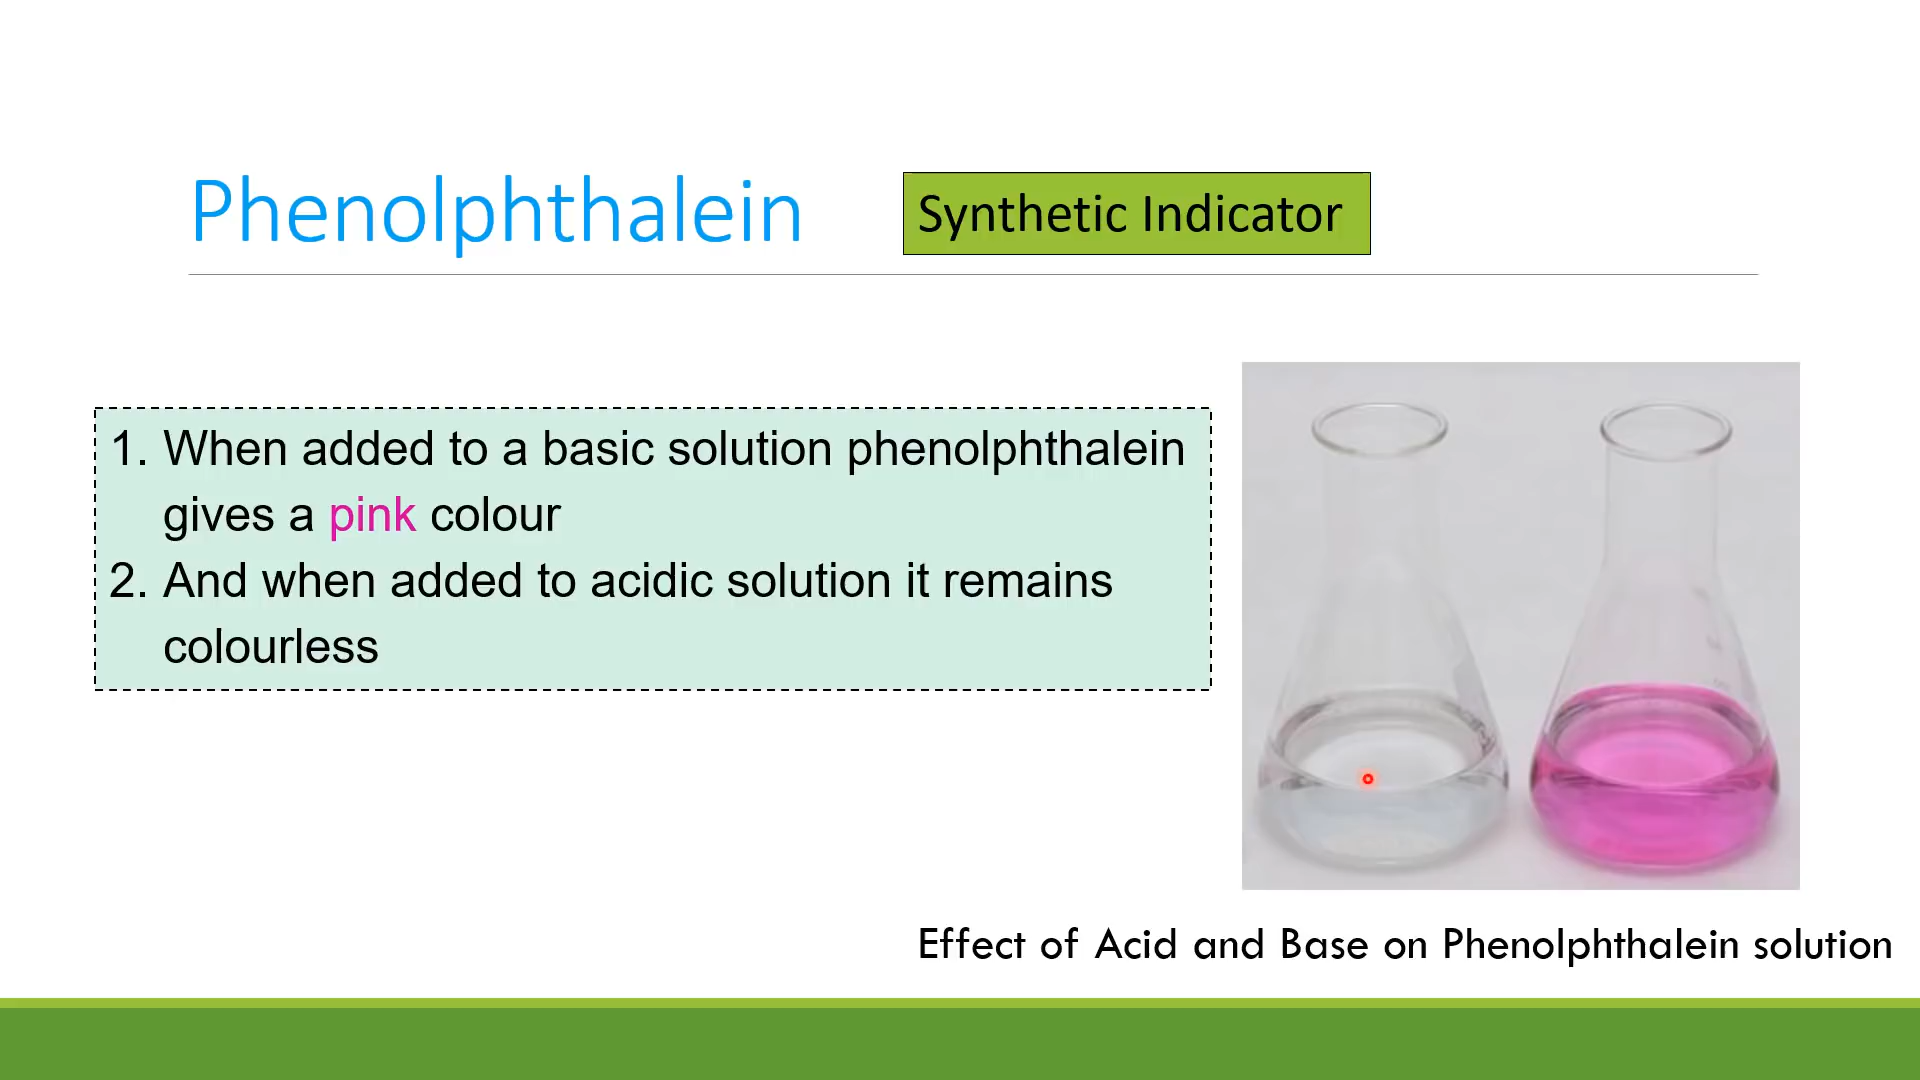 Phenolphthalein
Synthetic Indicator
1. When added to a basic solution phenolphthalein
gives a pink colour
2. And when added to acidic solution it remains
colourless
Effect of Acid and Base on Phenolphthalein solution